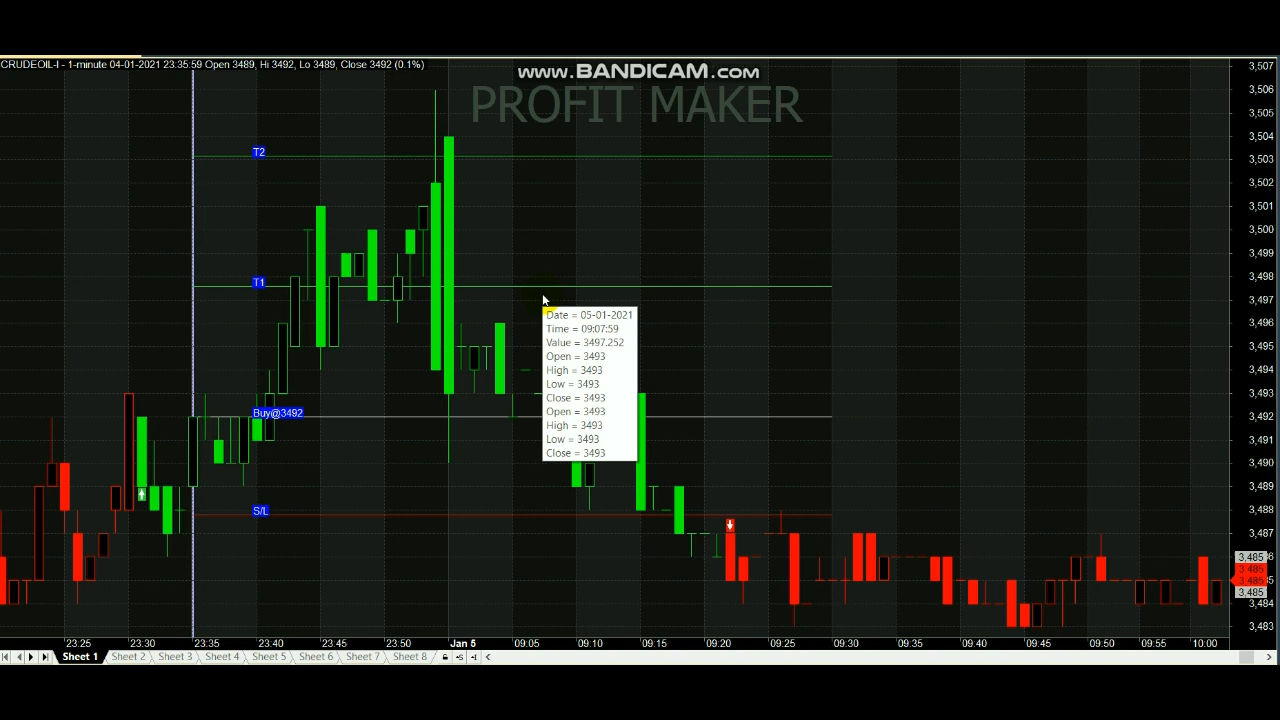 www.BANDICAM.com
CRUDEOIL-I - 1-minute 04-01-2021 23:35:59 Open 3489, Hi 3492, Lo 3489, Close 3492 (0.1%)
PROFIT MAKER
T2
T1
Buy@3492
S/L
Date = 05-01-2021
Time = 09:07:59
Value = 3497.252
Open = 3493
High = 3493
Low = 3493
Close = 3493
Open = 3493
High = 3493
Low = 3493
Close = 3493
3,507
3,506
3,505
3,504
3,503
3,502
3,501
3,500
3,499
3,498
3,497
3,496
3,495
3,494
3,493
3,492
3,491
3,490
3,489
3,488
3,487
3,485
3,485
3,485
3,485
3,484
3,483
23:25 23:30 23:35 23:40 23:45 23:50 Jan 5 09:05 09:10 09:15 09:20 09:25 09:30 09:35 09:40 09:45 09:50 09:55 10:00
Sheet 1 Sheet 2 Sheet 3 Sheet 4 Sheet 5 Sheet 6 Sheet 7 Sheet 8